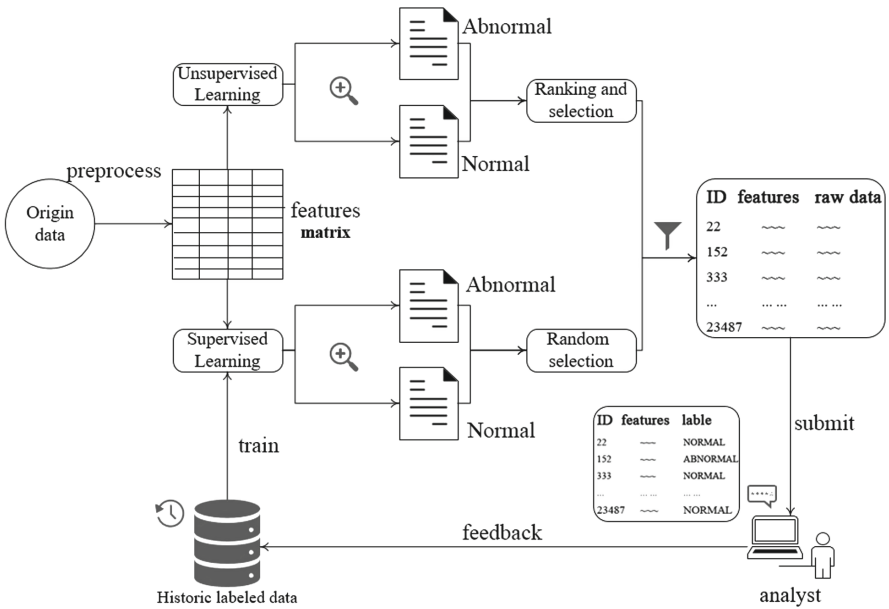 Abnormal
Unsupervised
Learning
Ranking and
selection
Normal
preprocess
Origin
data
features
matrix
ID features raw data
22 ~~~ ~~~
152 ~~~ ~~~
333 ~~~ ~~~
... ... ... ... ...
23487 ~~~ ~~~
Abnormal
Supervised
Learning
Random
selection
Normal
train
submit
ID features lable
22 ~~~ NORMAL
152 ~~~ ABNORMAL
333 ~~~ NORMAL
... ... ... ... ...
23487 ~~~ NORMAL
feedback
Historic labeled data
analyst